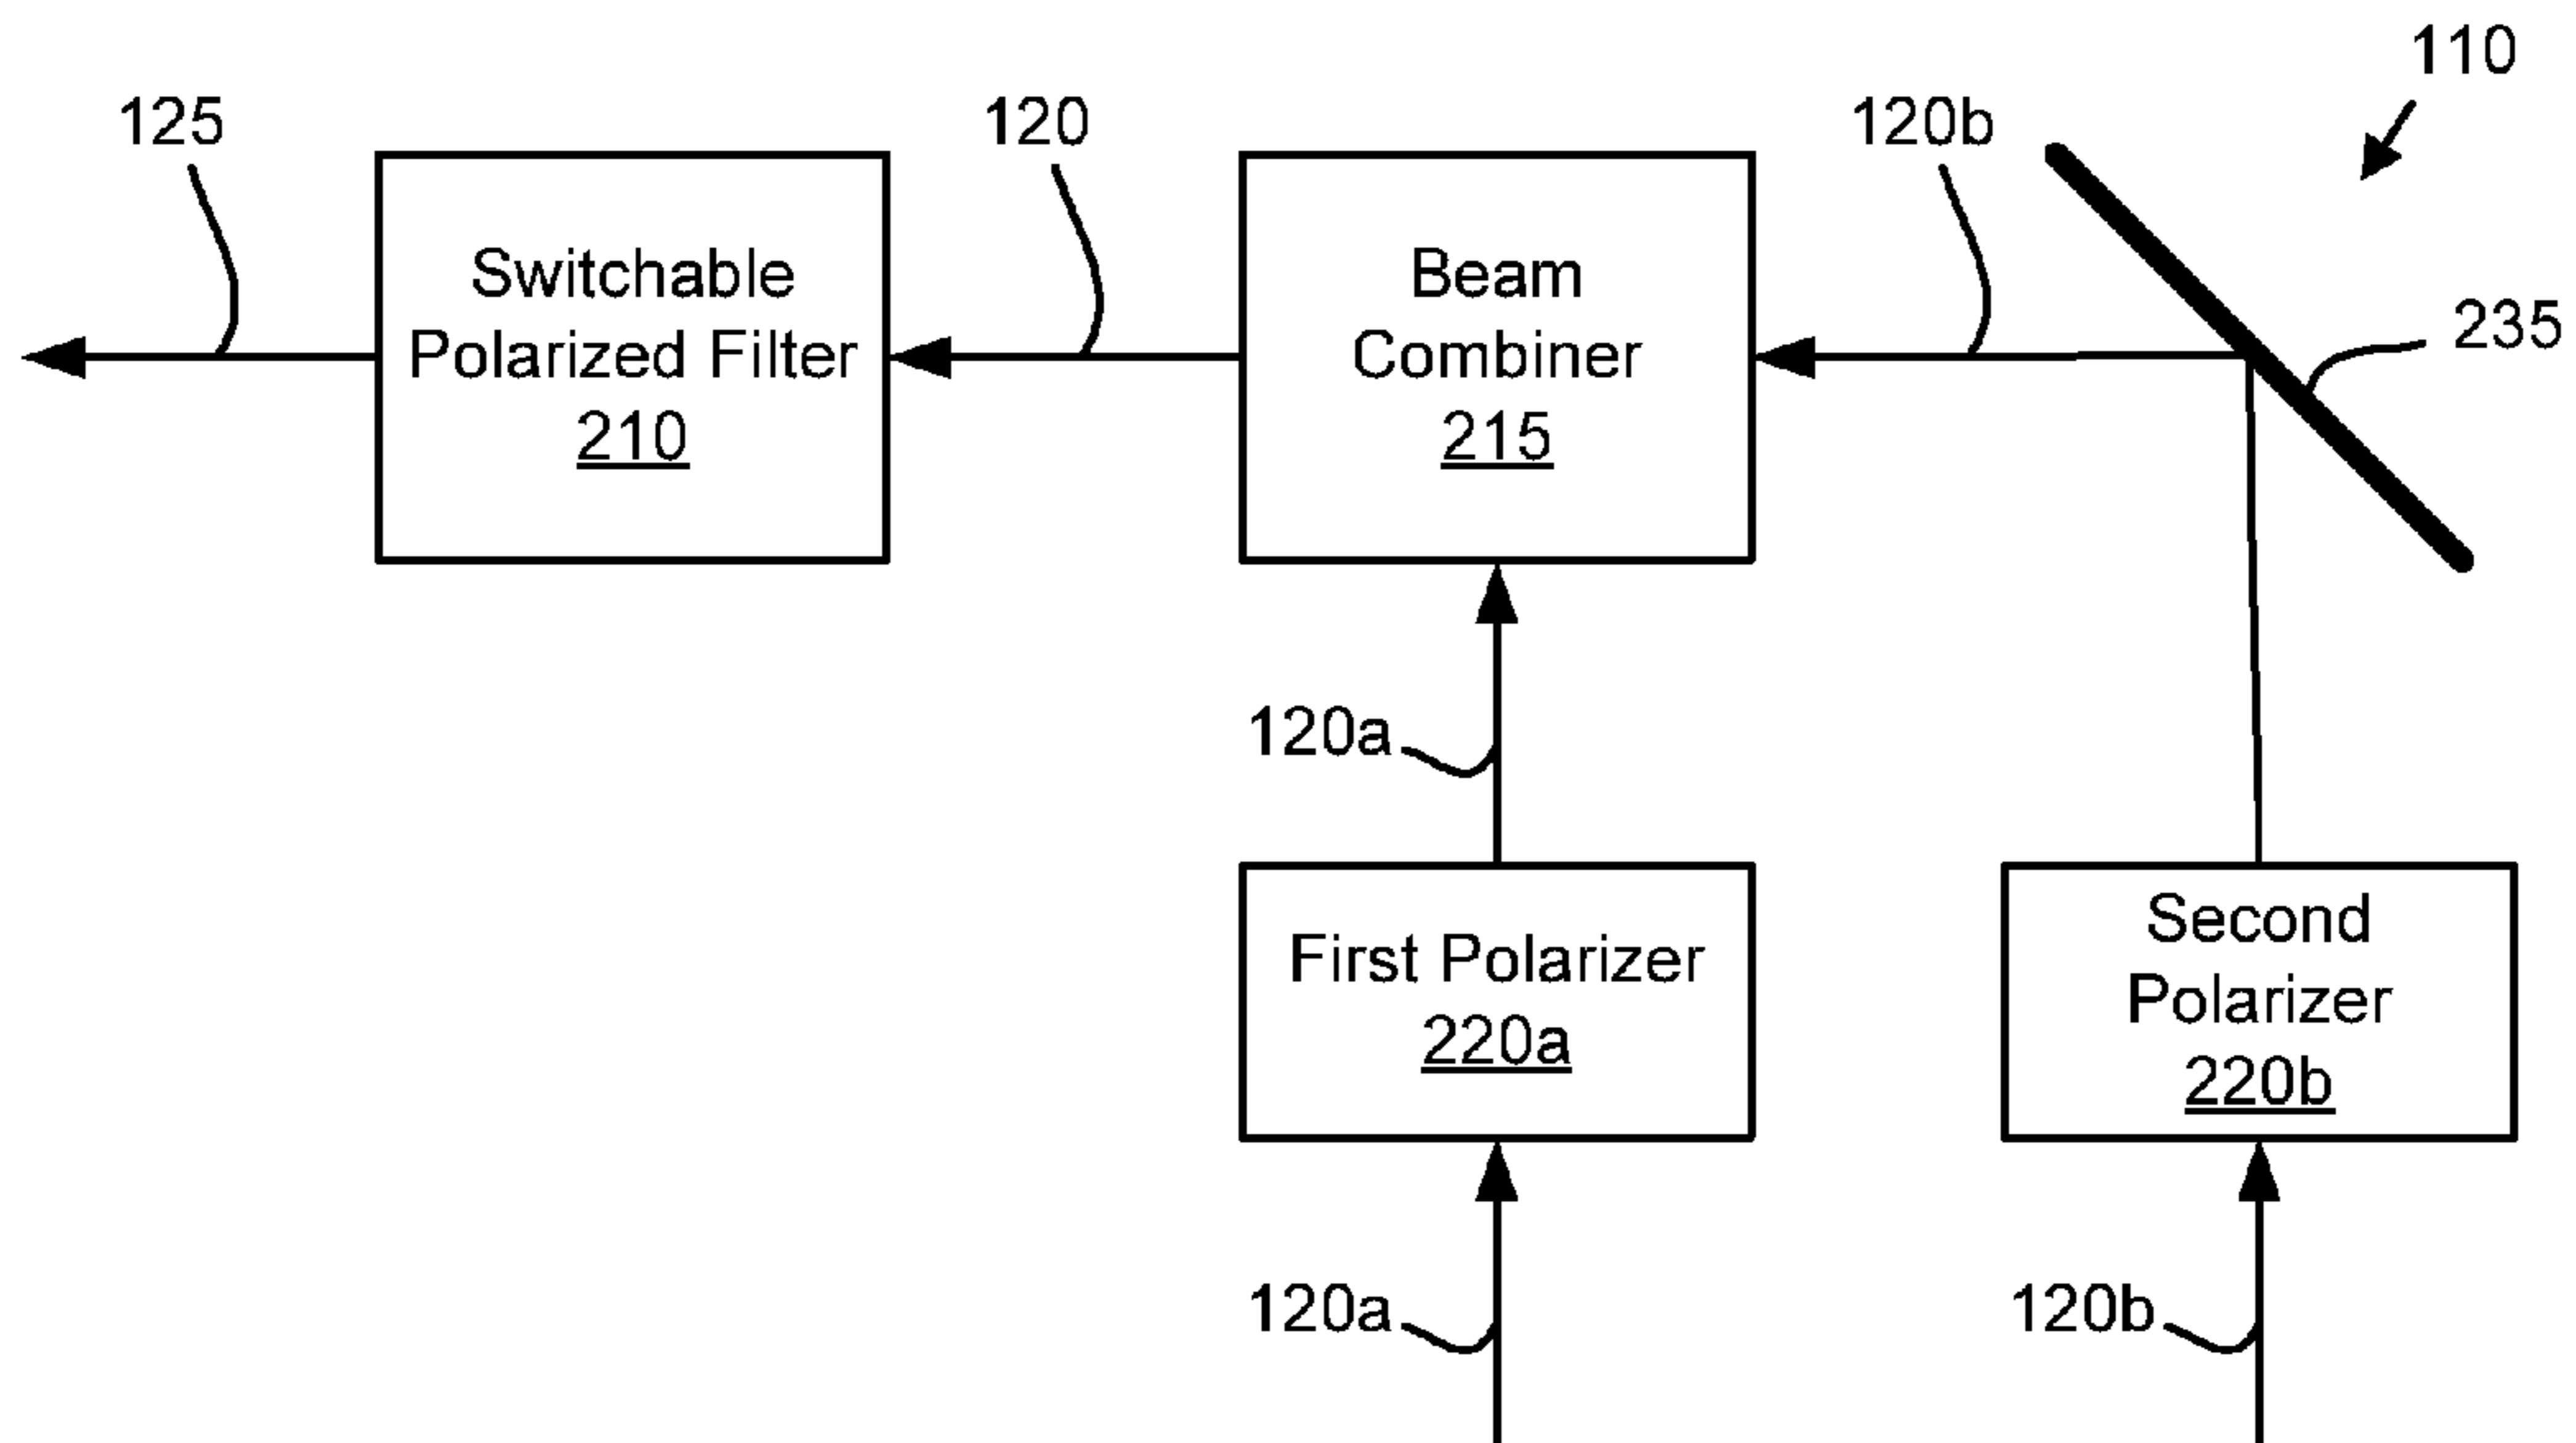 110
125
120
120b
Switchable
Polarized Filter
210
Beam
Combiner
215
235
120a
First Polarizer
220a
Second
Polarizer
220b
120a
120b